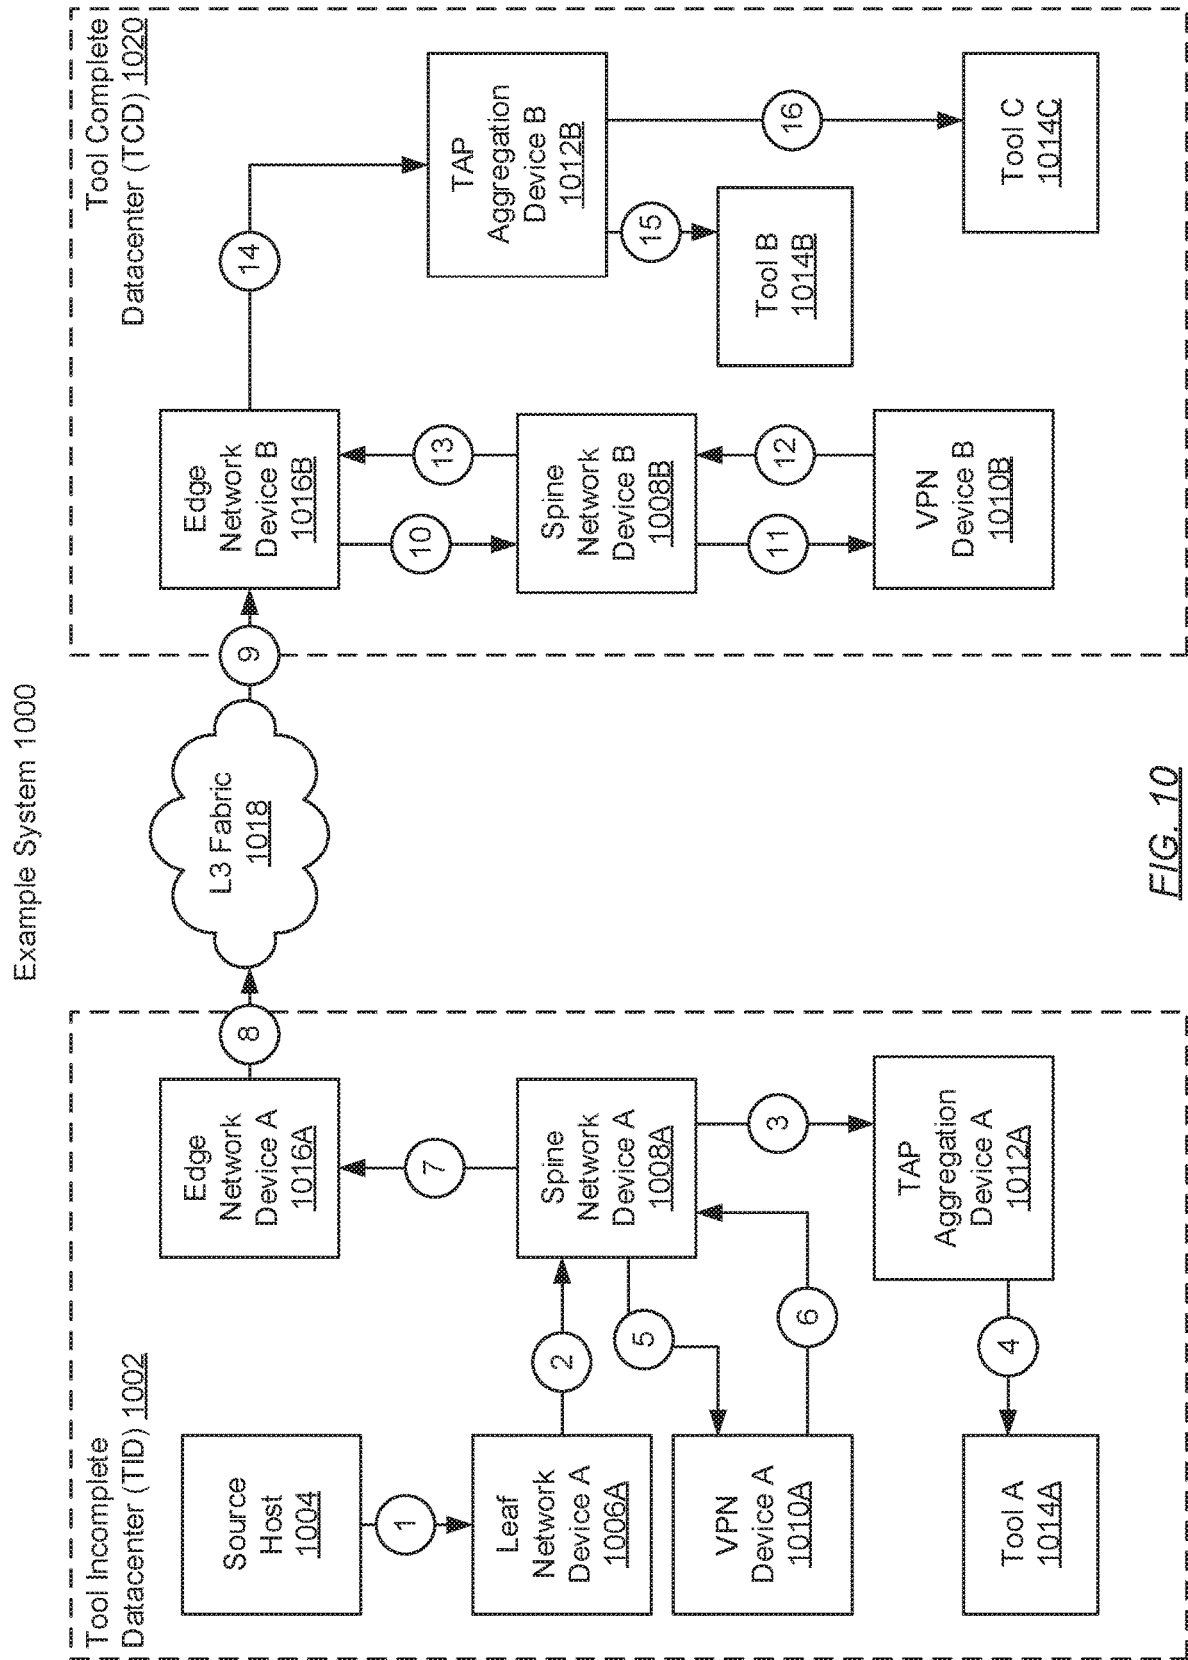 Example System 1000
Tool Incomplete
Datacenter (TID) 1002
Source
Host
1004
1
Leaf
Network
Device A
1006A
2
VPN
Device A
1010A
5
6
Tool A
1014A
4
Edge
Network
Device A
1016A
7
Spine
Network
Device A
1008A
3
TAP
Aggregation
Device A
1012A
8
L3 Fabric
1018
9
Tool Complete
Datacenter (TCD) 1020
Edge
Network
Device B
1016B
10
13
Spine
Network
Device B
1008B
11
12
VPN
Device B
1010B
14
TAP
Aggregation
Device B
1012B
15
16
Tool B
1014B
Tool C
1014C
FIG. 10